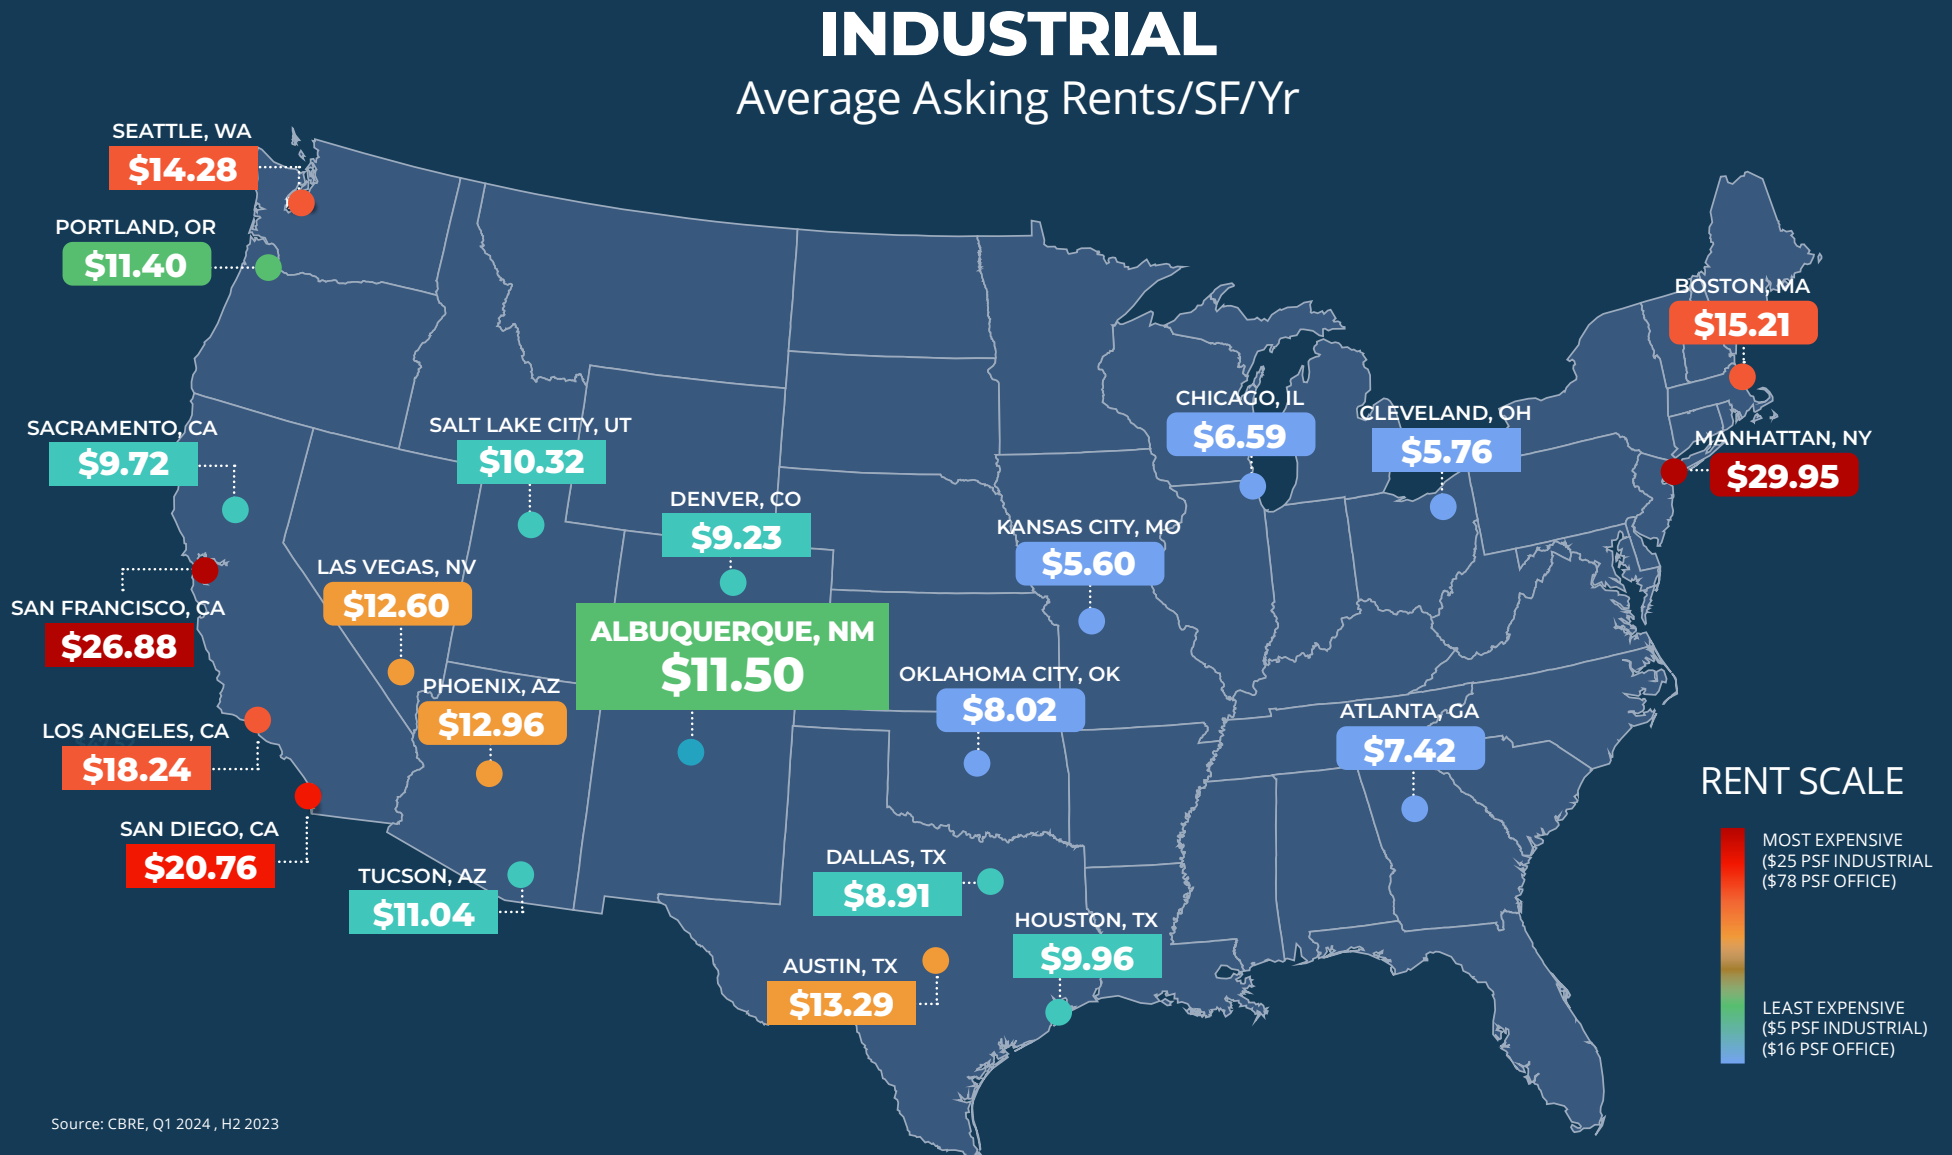 INDUSTRIAL
Average Asking Rents/SF/Yr
SEATTLE, WA
$14.28
PORTLAND, OR
$11.40
BOSTON, MA
$15.21
CHICAGO, IL
$6.59
CLEVELAND, OH
$5.76
MANHATTAN, NY
$29.95
SACRAMENTO, CA
$9.72
SALT LAKE CITY, UT
$10.32
DENVER, CO
$9.23
KANSAS CITY, MO
$5.60
LAS VEGAS, NV
$12.60
SAN FRANCISCO, CA
$26.88
ALBUQUERQUE, NM
$11.50
OKLAHOMA CITY, OK
$8.02
PHOENIX, AZ
$12.96
ATLANTA, GA
$7.42
LOS ANGELES, CA
$18.24
SAN DIEGO, CA
$20.76
TUCSON, AZ
$11.04
DALLAS, TX
$8.91
HOUSTON, TX
$9.96
AUSTIN, TX
$13.29
RENT SCALE
MOST EXPENSIVE
($25 PSF INDUSTRIAL
($78 PSF OFFICE)
LEAST EXPENSIVE
($5 PSF INDUSTRIAL)
($16 PSF OFFICE)
Source: CBRE, Q1 2024 , H2 2023